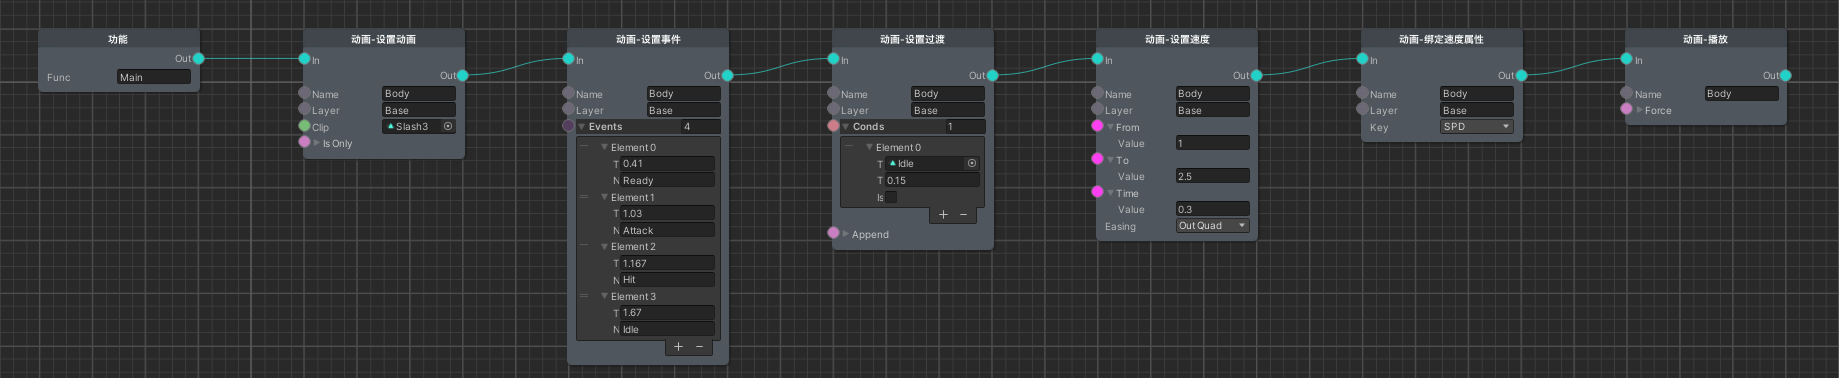 功能
Out
Func Main
动画-设置动画
In
Out
Name Body
Layer Base
Clip Slash3
Is Only
动画-设置事件
In
Out
Name Body
Layer Base
Events 4
Element 0
T 0.41
N Ready
Element 1
T 1.03
N Attack
Element 2
T 1.167
N Hit
Element 3
T 1.67
N Idle
+ −
动画-设置过渡
In
Out
Name Body
Layer Base
Conds 1
Element 0
T Idle
T 0.15
Is
+ −
Append
动画-设置速度
In
Out
Name Body
Layer Base
From
Value 1
To
Value 2.5
Time
Value 0.3
Easing Out Quad
动画-绑定速度属性
In
Out
Name Body
Layer Base
Key SPD
动画-播放
In
Out
Name Body
Force